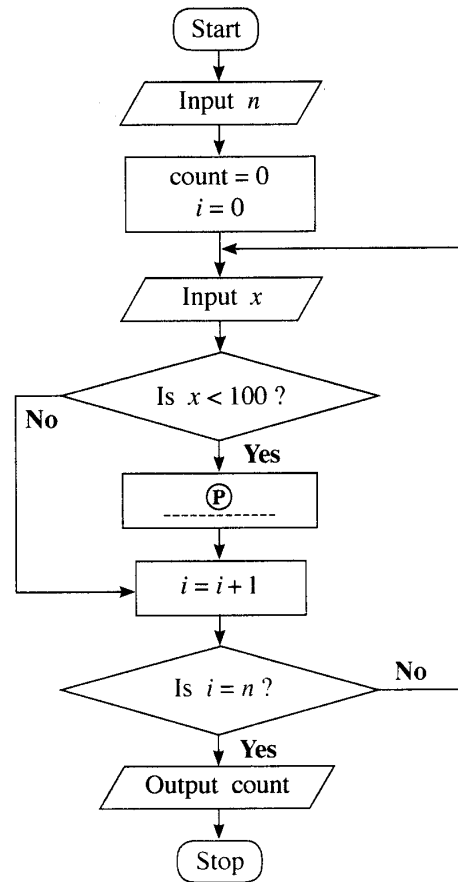 Start
Input n
count = 0
i = 0
Input x
Is x < 100 ?
No
Yes
Ⓟ
i = i + 1
Is i = n ?
No
Yes
Output count
Stop